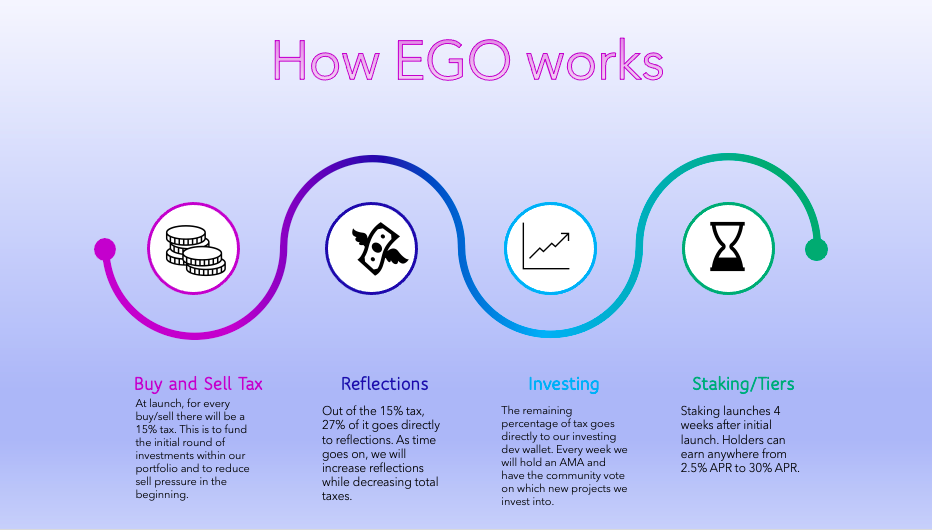 How EGO works
Buy and Sell Tax
At launch, for every
buy/sell there will be a
15% tax. This is to fund
the initial round of
investments within our
portfolio and to reduce
sell pressure in the
beginning.
Reflections
Out of the 15% tax,
27% of it goes directly
to reflections. As time
goes on, we will
increase reflections
while decreasing total
taxes.
Investing
The remaining
percentage of tax goes
directly to our investing
dev wallet. Every week we
will hold an AMA and
have the community vote
on which new projects we
invest into.
Staking/Tiers
Staking launches 4
weeks after initial
launch. Holders can
earn anywhere from
2.5% APR to 30% APR.